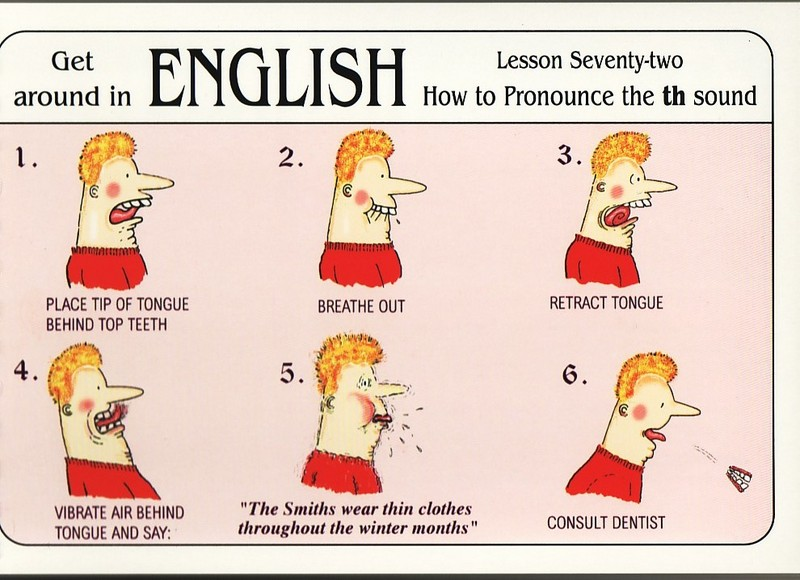 Get
around in
ENGLISH
Lesson Seventy-two
How to Pronounce the th sound
1.
PLACE TIP OF TONGUE
BEHIND TOP TEETH
2.
BREATHE OUT
3.
RETRACT TONGUE
4.
VIBRATE AIR BEHIND
TONGUE AND SAY:
5.
"The Smiths wear thin clothes
throughout the winter months"
6.
CONSULT DENTIST